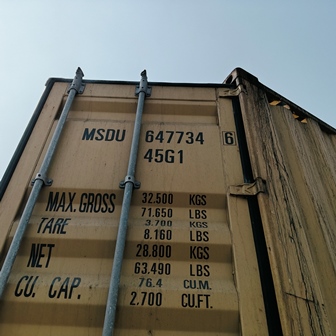 MSDU 647734 6
45G1
MAX.GROSS 32.500 KGS
71.650 LBS
TARE 3.700 KGS
8.160 LBS
NET 28.800 KGS
63.490 LBS
CU. CAP. 76.4 CU.M.
2.700 CU.FT.